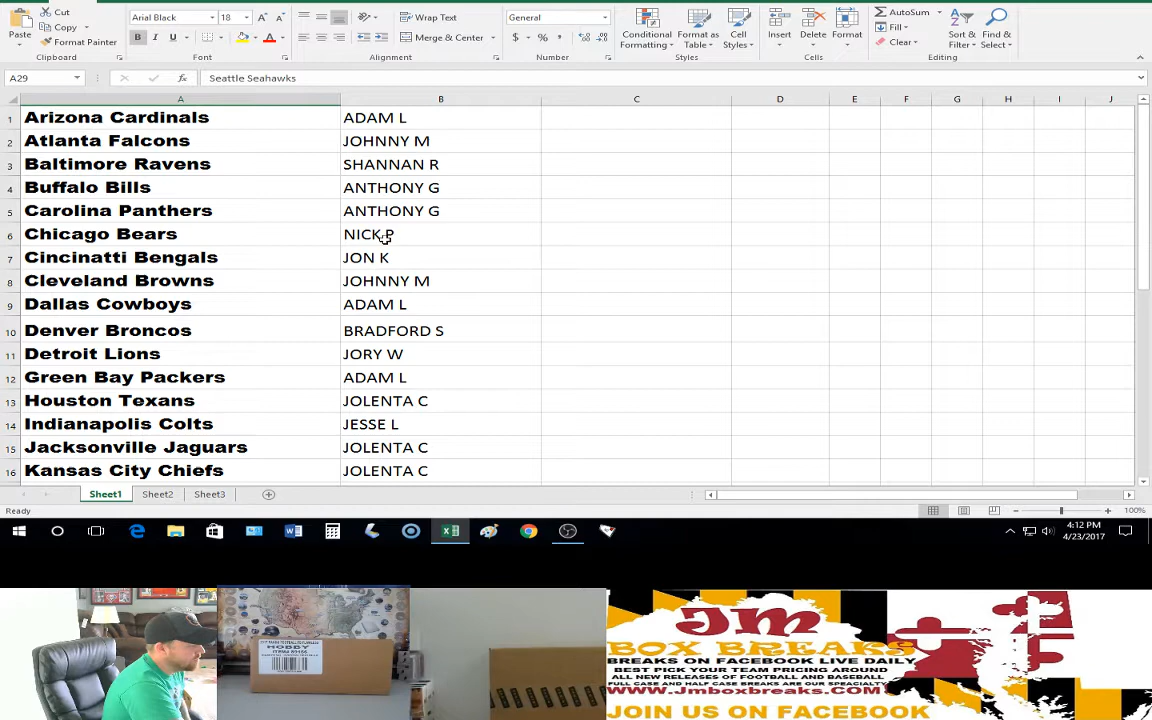 Cut
Copy
Paste
Format Painter
Clipboard
Arial Black 18
B I U
Font
Wrap Text
Merge & Center
Alignment
General
$ % ,
Number
Conditional Formatting
Format as Table
Cell Styles
Styles
Insert
Delete
Format
Cells
AutoSum
Fill
Clear
Sort & Filter
Find & Select
Editing
A29
fx
Seattle Seahawks
A B C D E F G H I J
1 Arizona Cardinals ADAM L
2 Atlanta Falcons JOHNNY M
3 Baltimore Ravens SHANNAN R
4 Buffalo Bills ANTHONY G
5 Carolina Panthers ANTHONY G
6 Chicago Bears NICK P
7 Cincinatti Bengals JON K
8 Cleveland Browns JOHNNY M
9 Dallas Cowboys ADAM L
10 Denver Broncos BRADFORD S
11 Detroit Lions JORY W
12 Green Bay Packers ADAM L
13 Houston Texans JOLENTA C
14 Indianapolis Colts JESSE L
15 Jacksonville Jaguars JOLENTA C
16 Kansas City Chiefs JOLENTA C
Sheet1 Sheet2 Sheet3
Ready
100%
4:12 PM
4/23/2017
HOBBY
JM
BOX BREAKS
BREAKS ON FACEBOOK LIVE DAILY
BEST PICK YOUR TEAM PRICING AROUND
ALL NEW RELEASES OF FOOTBALL AND BASEBALL
FULL CASE AND HALF CASE BREAKS ARE OUR SPECIALTY
WWW.JMBOXBREAKS.COM
JOIN US ON FACEBOOK